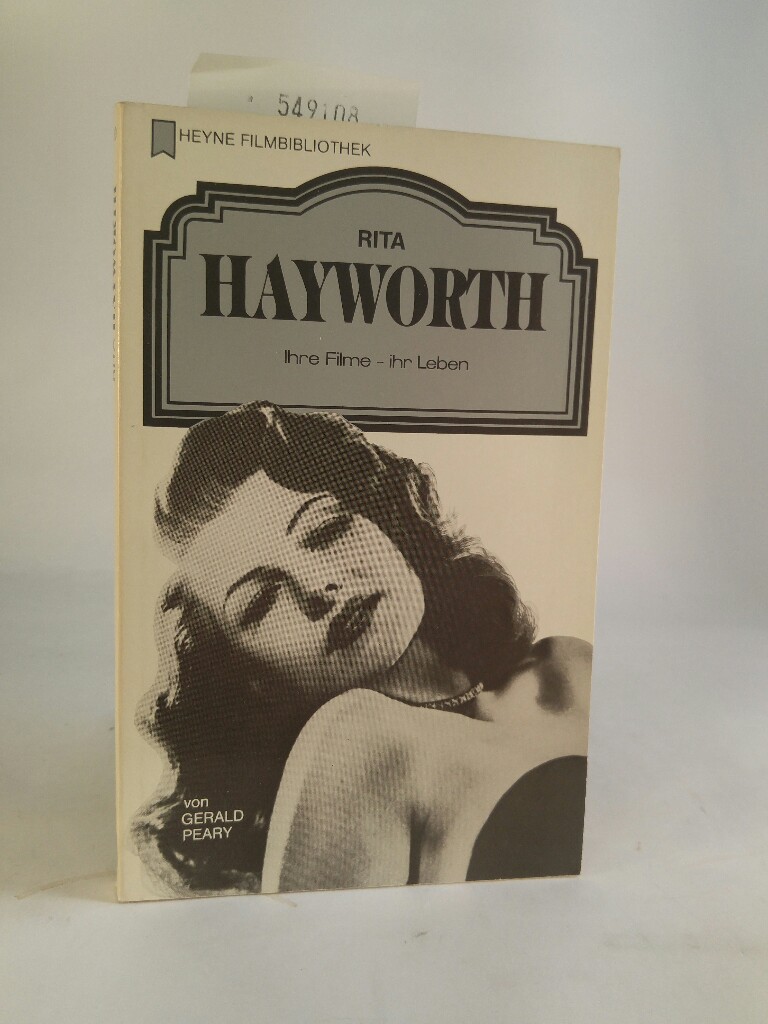 549108
HEYNE FILMBIBLIOTHEK
RITA
HAYWORTH
Ihre Filme – ihr Leben
von
GERALD
PEARY